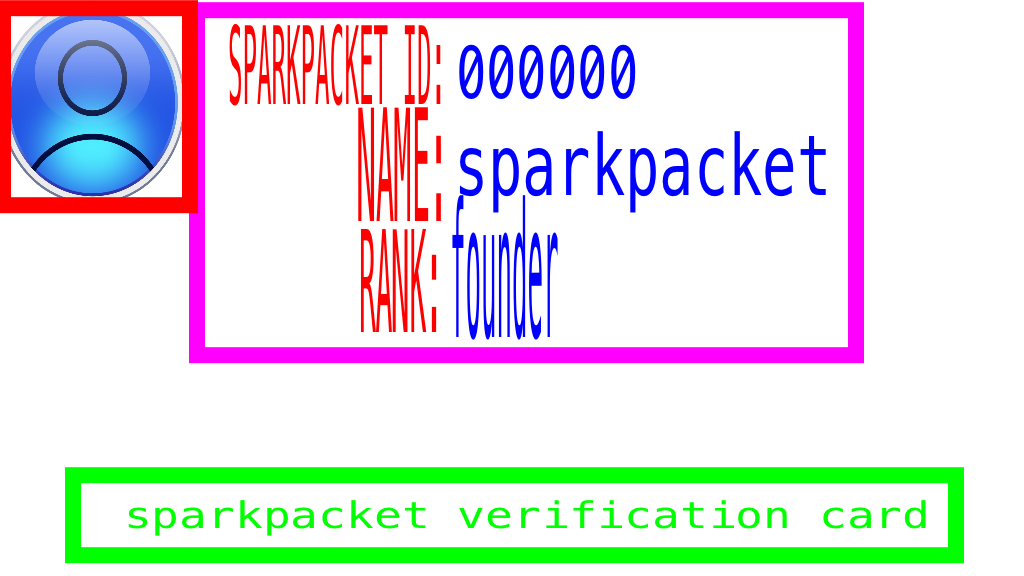 SPARKPACKET ID: 000000
NAME: sparkpacket
RANK: founder
sparkpacket verification card